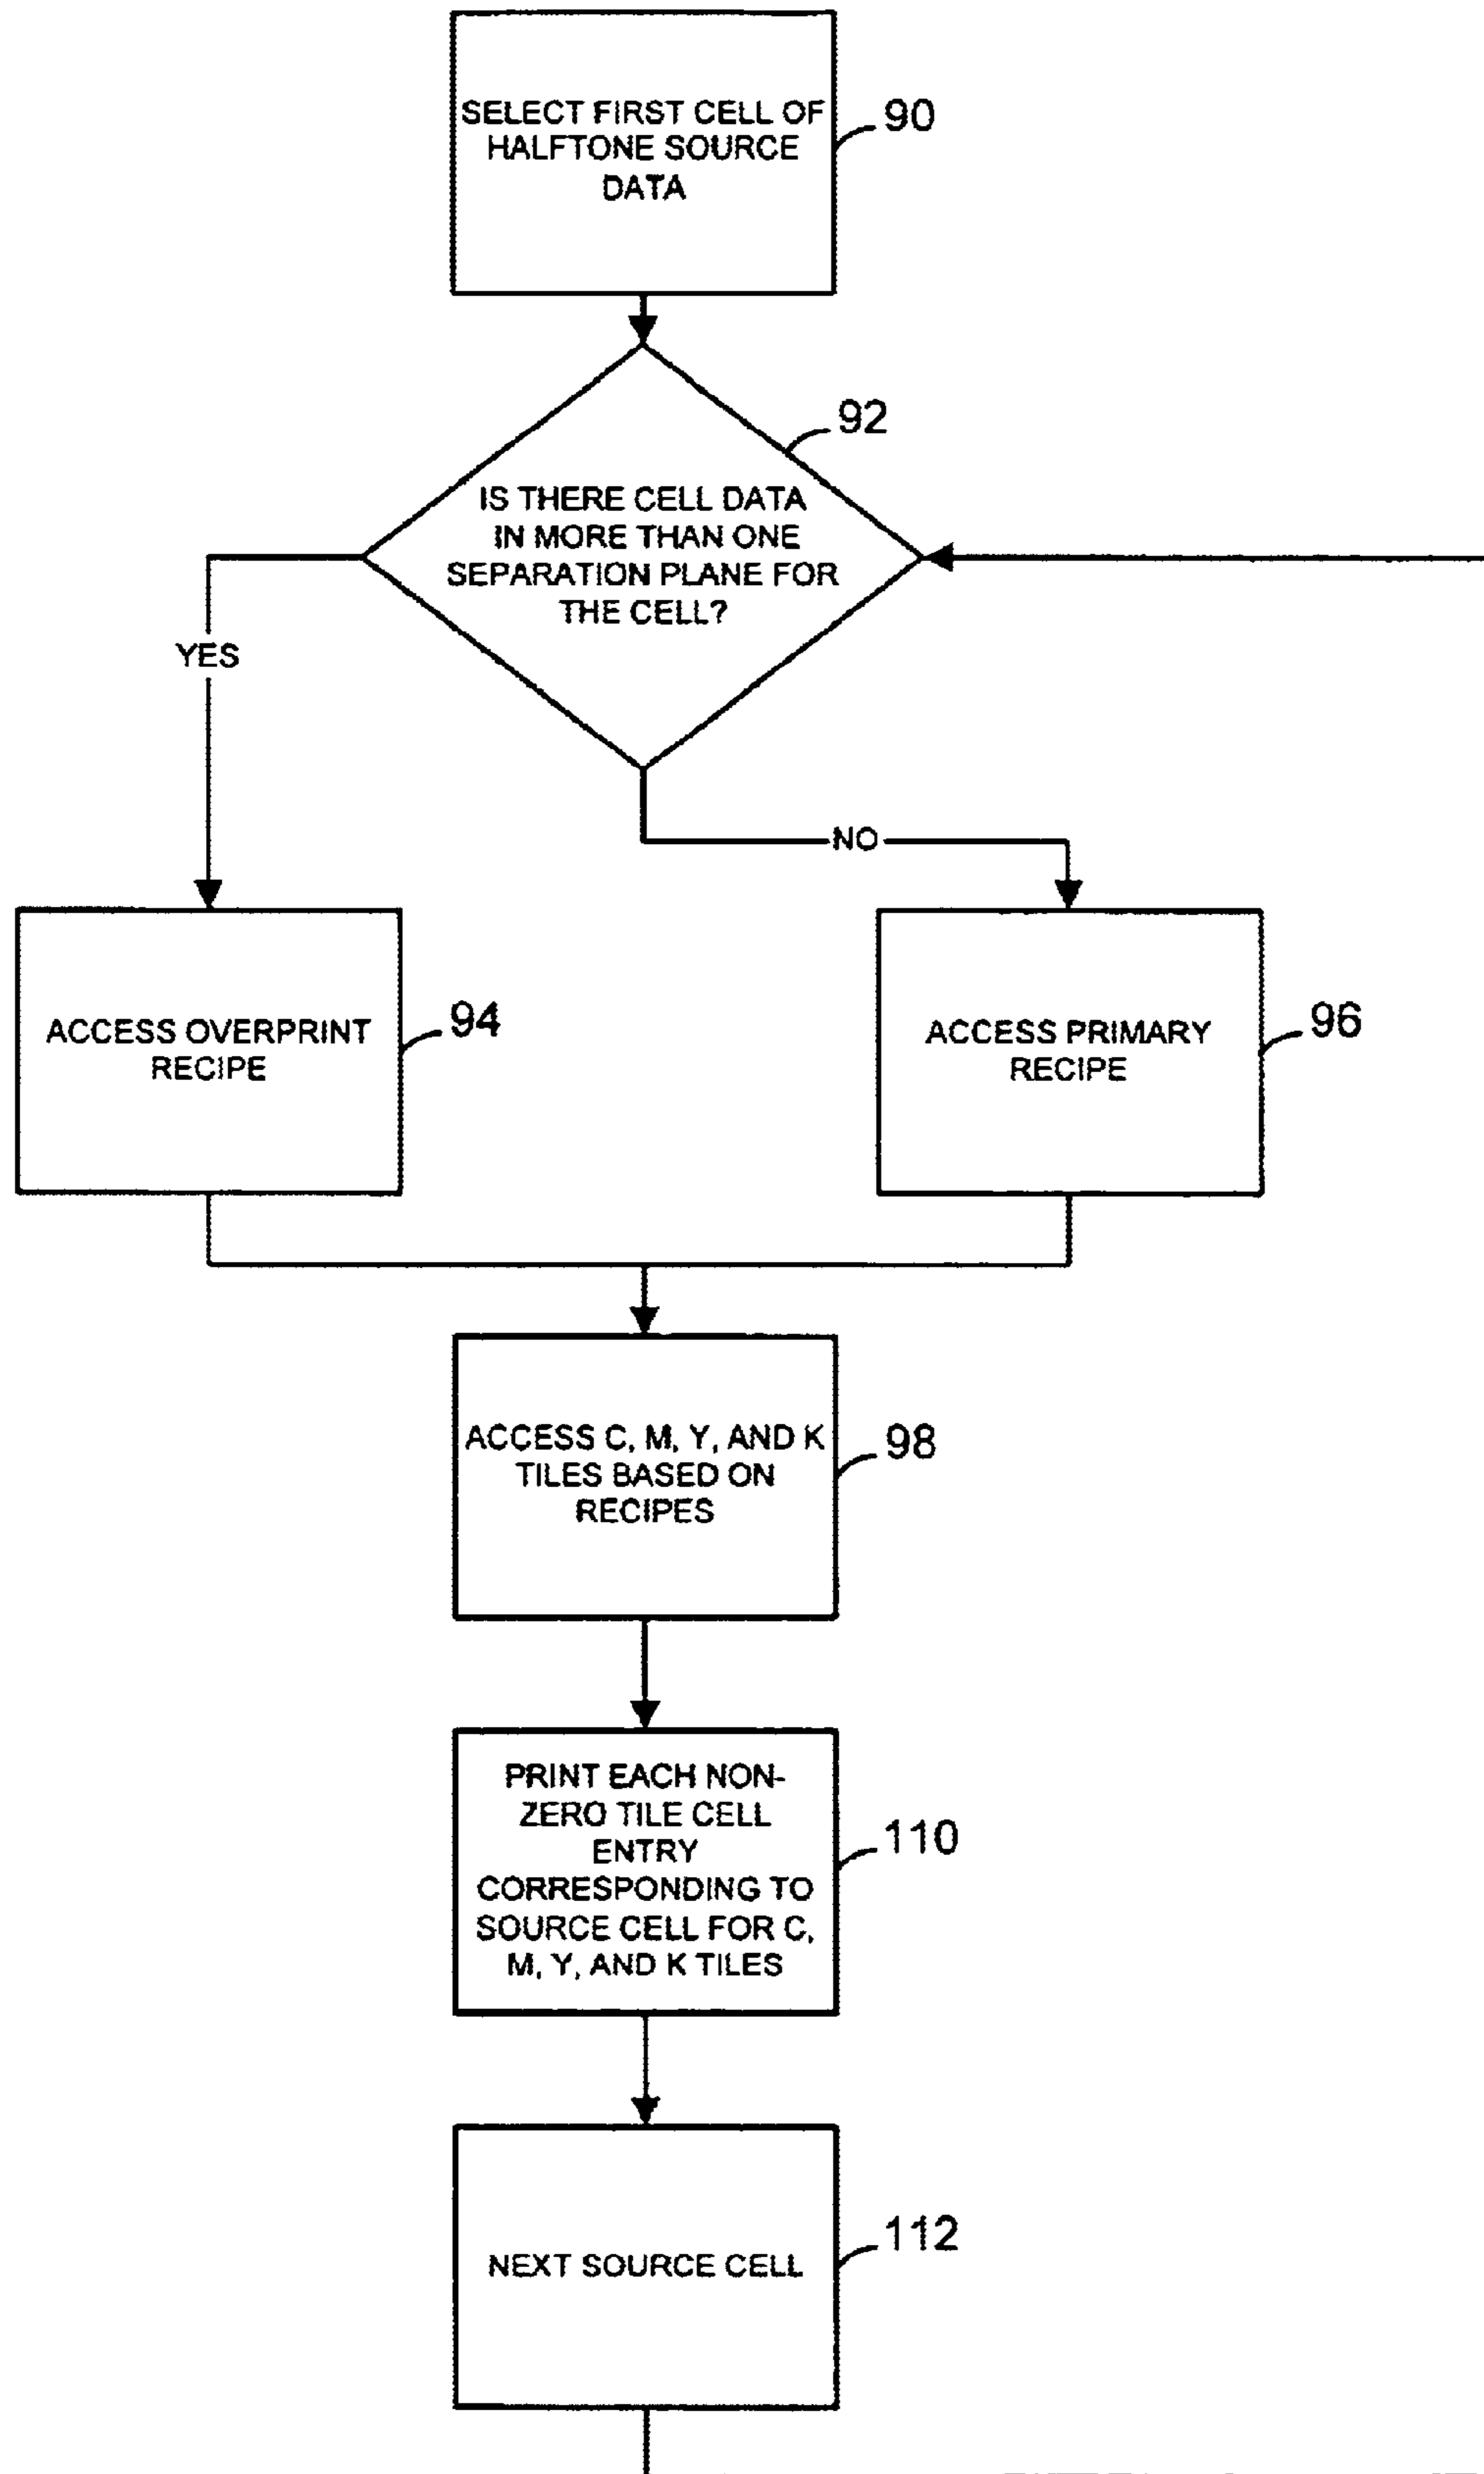 SELECT FIRST CELL OF
HALFTONE SOURCE
DATA
90
92
IS THERE CELL DATA
IN MORE THAN ONE
SEPARATION PLANE FOR
THE CELL?
YES
NO
ACCESS OVERPRINT
RECIPE
94
ACCESS PRIMARY
RECIPE
96
ACCESS C, M, Y, AND K
TILES BASED ON
RECIPES
98
PRINT EACH NON-
ZERO TILE CELL
ENTRY
CORRESPONDING TO
SOURCE CELL FOR C,
M, Y, AND K TILES
110
NEXT SOURCE CELL
112